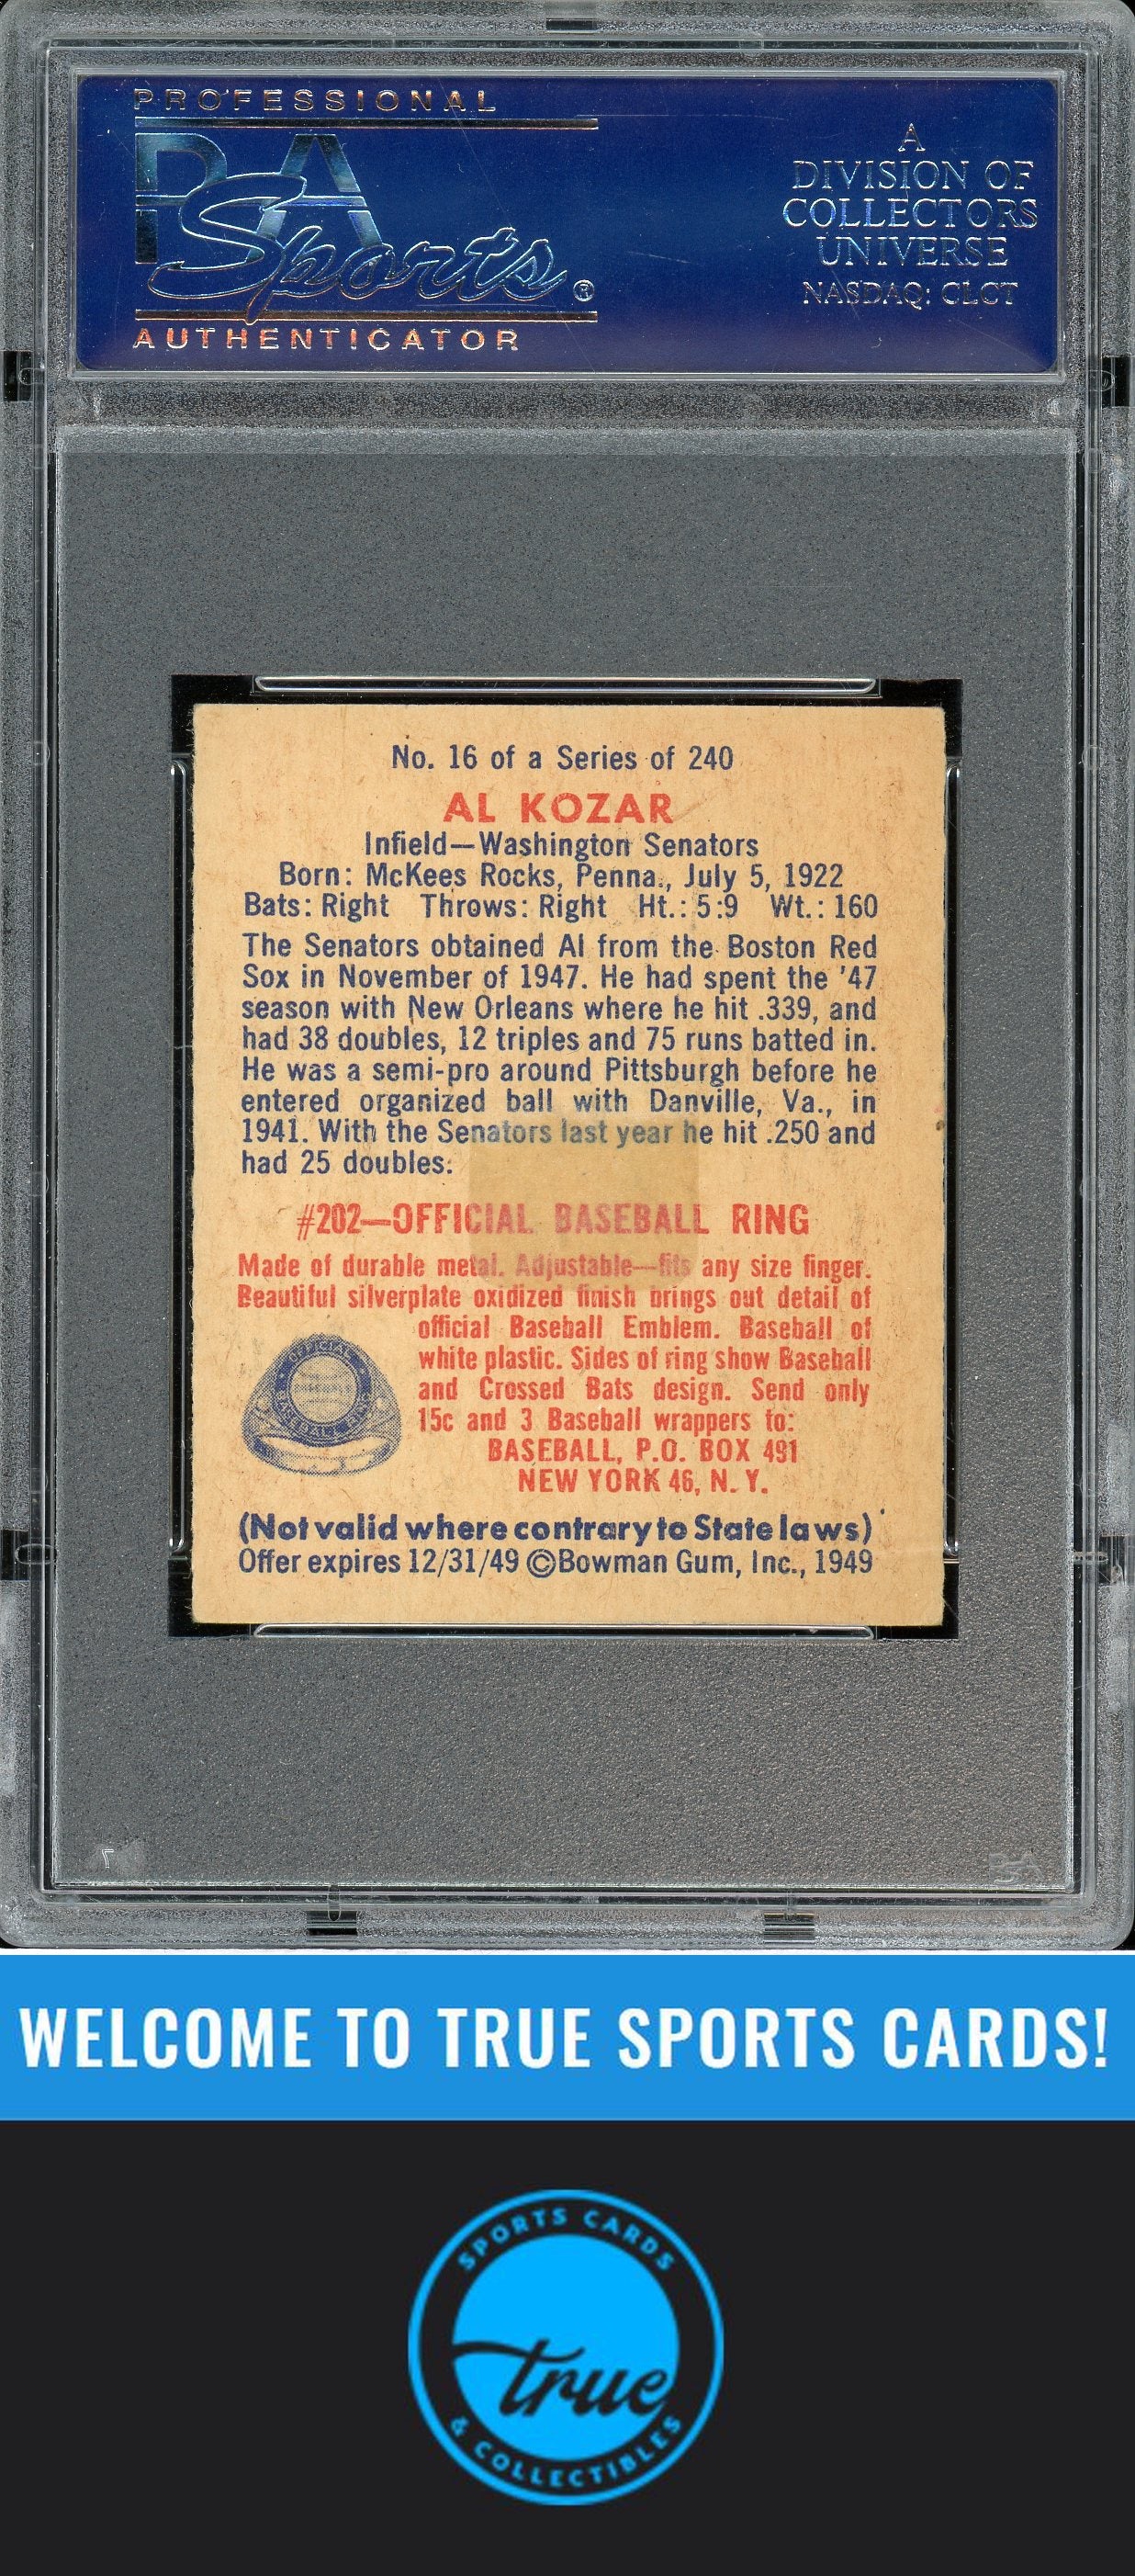 PROFESSIONAL
PSA
Sports®
AUTHENTICATOR
A
DIVISION OF
COLLECTORS
UNIVERSE
NASDAQ: CLCT
No. 16 of a Series of 240
AL KOZAR
Infield—Washington Senators
Born: McKees Rocks, Penna., July 5, 1922
Bats: Right Throws: Right Ht.: 5:9 Wt.: 160
The Senators obtained Al from the Boston Red
Sox in November of 1947. He had spent the '47
season with New Orleans where he hit .339, and
had 38 doubles, 12 triples and 75 runs batted in.
He was a semi-pro around Pittsburgh before he
entered organized ball with Danville, Va., in
1941. With the Senators last year he hit .250 and
had 25 doubles.
#202—OFFICIAL BASEBALL RING
Made of durable metal. Adjustable—fits any size finger.
Beautiful silverplate oxidized finish brings out detail of
official Baseball Emblem. Baseball of
white plastic. Sides of ring show Baseball
and Crossed Bats design. Send only
15c and 3 Baseball wrappers to:
BASEBALL, P.O. BOX 491
NEW YORK 46, N. Y.
OFFICIAL
BASEBALL RING
(Not valid where contrary to State laws)
Offer expires 12/31/49 ©Bowman Gum, Inc., 1949
WELCOME TO TRUE SPORTS CARDS!
SPORTS CARDS
true
& COLLECTIBLES